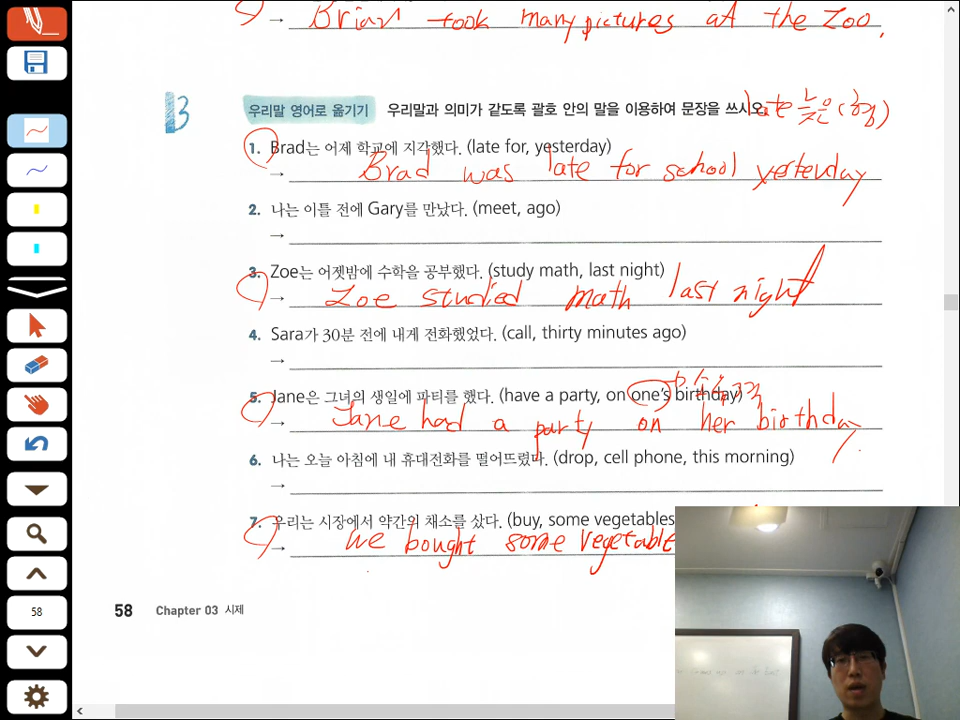 → Brian took many pictures at the zoo.
B 우리말 영어로 옮기기 우리말과 의미가 같도록 괄호 안의 말을 이용하여 문장을 쓰시오. late 늦은 (형)
1. Brad는 어제 학교에 지각했다. (late for, yesterday)
→ Brad was late for school yesterday
2. 나는 이틀 전에 Gary를 만났다. (meet, ago)
→
3. Zoe는 어젯밤에 수학을 공부했다. (study math, last night)
→ Zoe studied math last night
4. Sara가 30분 전에 내게 전화했었다. (call, thirty minutes ago)
→
소유격
5. Jane은 그녀의 생일에 파티를 했다. (have a party, on one's birthday)
→ Jane had a party on her birthday
6. 나는 오늘 아침에 내 휴대전화를 떨어뜨렸다. (drop, cell phone, this morning)
→
7. 우리는 시장에서 약간의 채소를 샀다. (buy, some vegetables
→ We bought some vegetable
58 Chapter 03 시제
58